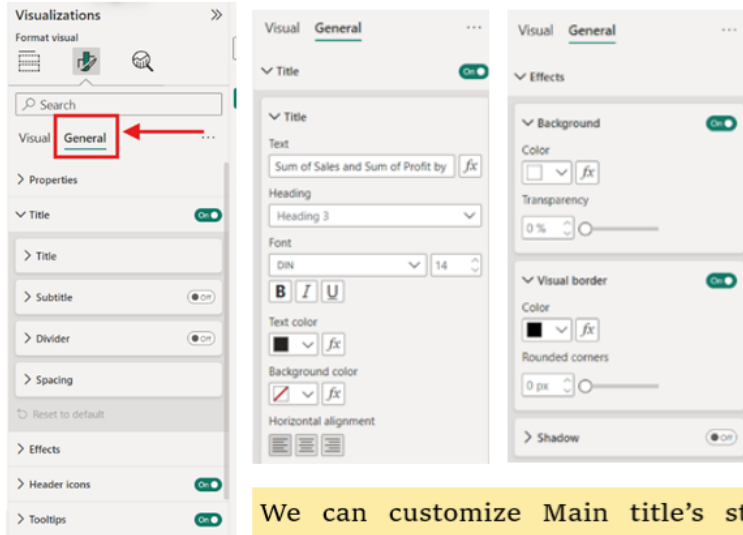 Visualizations
Format visual
Search
Visual General ...
Properties
Title On
Title
Subtitle Off
Divider Off
Spacing
Reset to default
Effects
Header icons On
Tooltips On
Visual General ...
Title On
Title
Text
Sum of Sales and Sum of Profit by fx
Heading
Heading 3
Font
DIN 14
B I U
Text color
fx
Background color
fx
Horizontal alignment
Visual General ...
Effects
Background On
Color
fx
Transparency
0 %
Visual border On
Color
fx
Rounded corners
0 px
Shadow Off
We can customize Main title's st